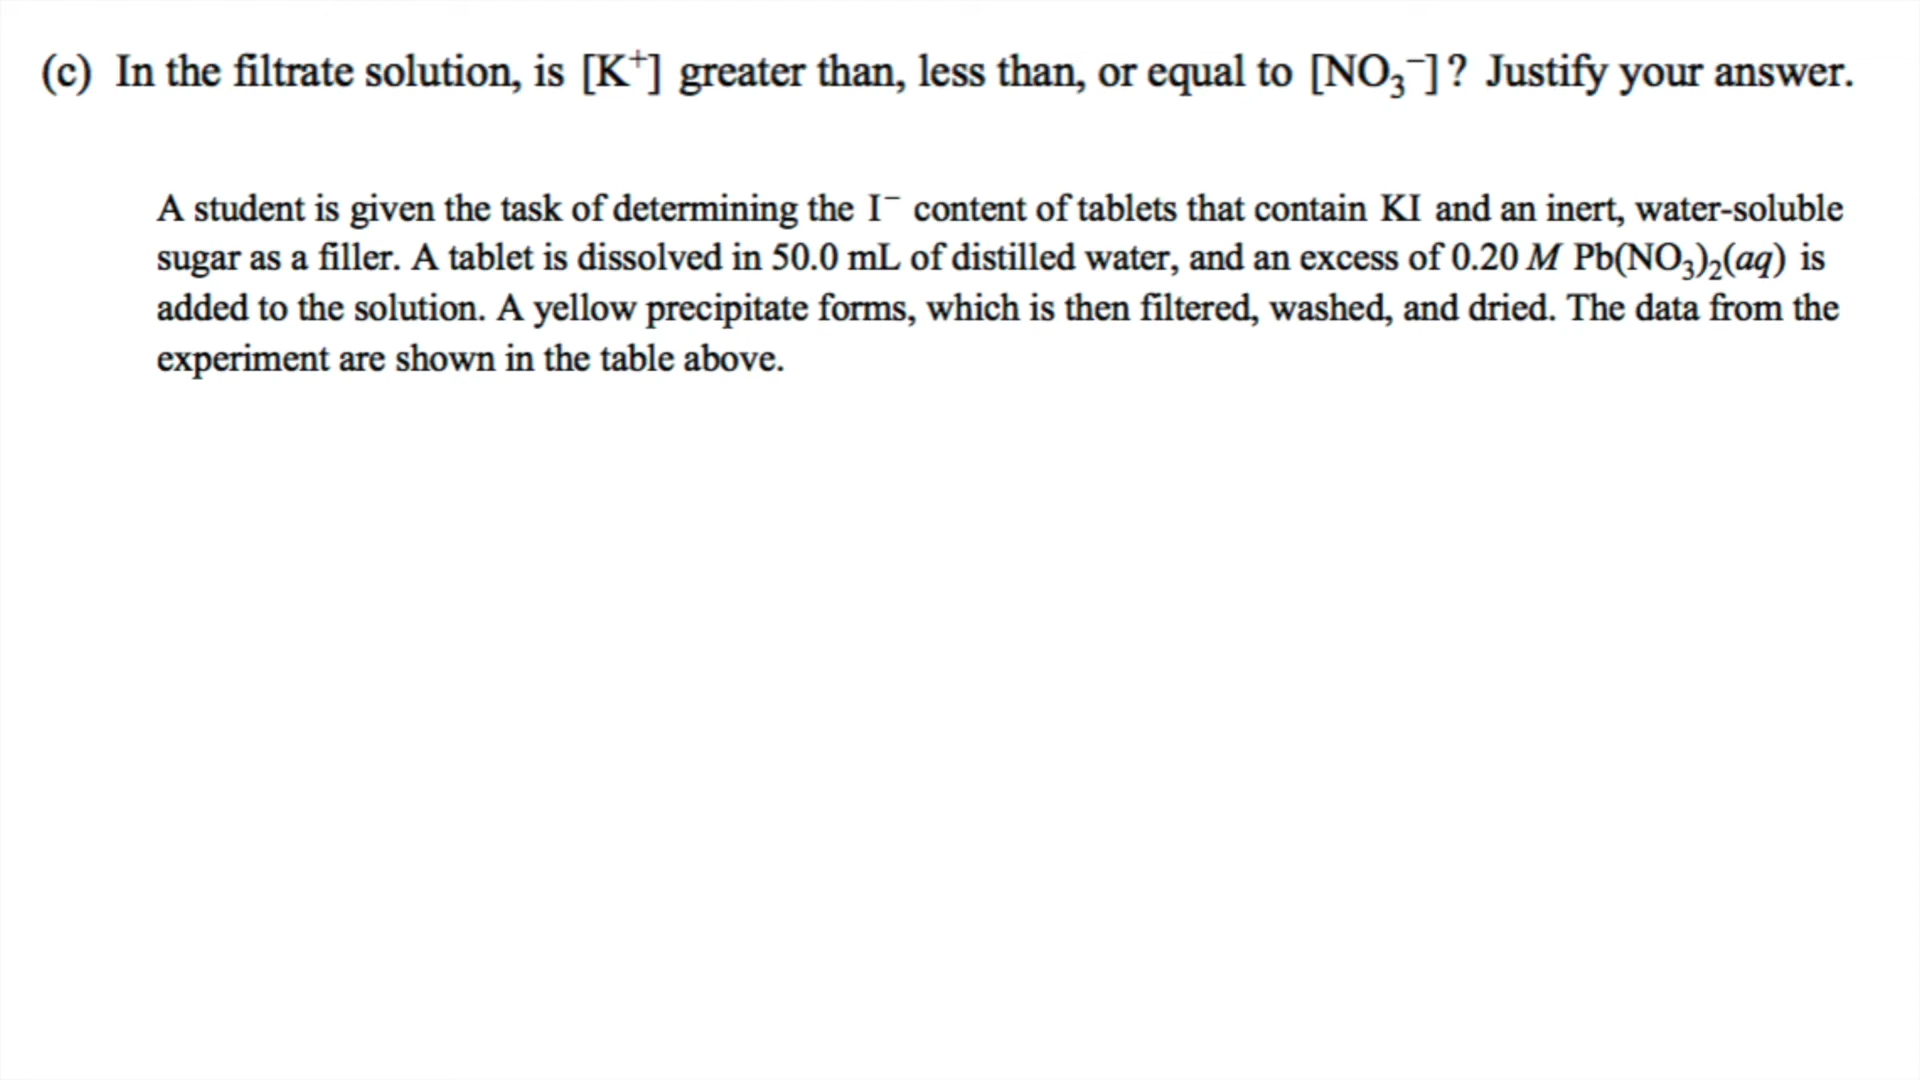 (c) In the filtrate solution, is [K⁺] greater than, less than, or equal to [NO₃⁻]? Justify your answer.
A student is given the task of determining the I⁻ content of tablets that contain KI and an inert, water-soluble
sugar as a filler. A tablet is dissolved in 50.0 mL of distilled water, and an excess of 0.20 M Pb(NO₃)₂(aq) is
added to the solution. A yellow precipitate forms, which is then filtered, washed, and dried. The data from the
experiment are shown in the table above.